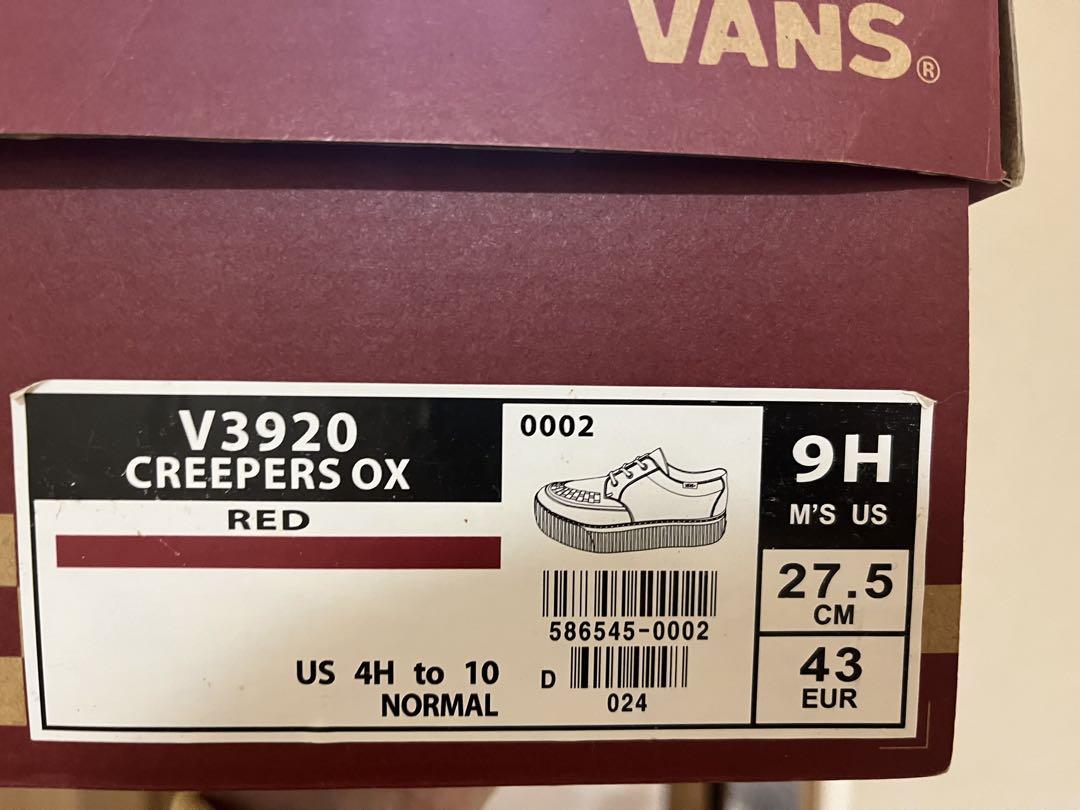 VANS®
V3920
CREEPERS OX
RED
US 4H to 10
NORMAL
0002
586545-0002
D
024
9H
M'S US
27.5
CM
43
EUR